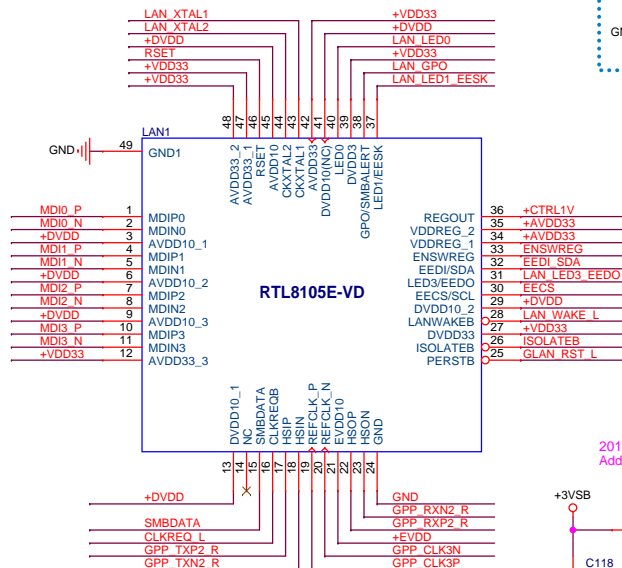 LAN_XTAL1
LAN_XTAL2
+DVDD
RSET
+VDD33
+VDD33
+VDD33
+DVDD
LAN_LED0
+VDD33
LAN_GPO
LAN_LED1_EESK
48 47 46 45 44 43 42 41 40 39 38 37
LAN1
GND 49 GND1
AVDD33_2
AVDD33_1
RSET
AVDD10
CKXTAL2
CKXTAL1
AVDD33
DVDD10(NC)
LED0
DVDD3
GPO/SMBALERT
LED1/EESK
MDI0_P 1 MDIP0
MDI0_N 2 MDIN0
+DVDD 3 AVDD10_1
MDI1_P 4 MDIP1
MDI1_N 5 MDIN1
+DVDD 6 AVDD10_2
MDI2_P 7 MDIP2
MDI2_N 8 MDIN2
+DVDD 9 AVDD10_3
MDI3_P 10 MDIP3
MDI3_N 11 MDIN3
+VDD33 12 AVDD33_3
RTL8105E-VD
REGOUT 36 +CTRL1V
VDDREG_2 35 +AVDD33
VDDREG_1 34 +AVDD33
ENSWREG 33 ENSWREG
EEDI/SDA 32 EEDI_SDA
LED3/EEDO 31 LAN_LED3_EEDO
EECS/SCL 30 EECS
DVDD10_2 29 +DVDD
LANWAKEB 28 LAN_WAKE_L
DVDD33 27 +VDD33
ISOLATEB 26 ISOLATEB
PERSTB 25 GLAN_RST_L
DVDD10_1
NC
SMBDATA
CLKREQB
HSIP
HSIN
REFCLK_P
REFCLK_N
EVDD10
HSOP
HSON
GND
13 14 15 16 17 18 19 20 21 22 23 24
+DVDD
SMBDATA
CLKREQ_L
GPP_TXP2_R
GPP_TXN2_R
GND
GPP_RXN2_R
GPP_RXP2_R
+EVDD
GPP_CLK3N
GPP_CLK3P
201
Add
+3VSB
C118